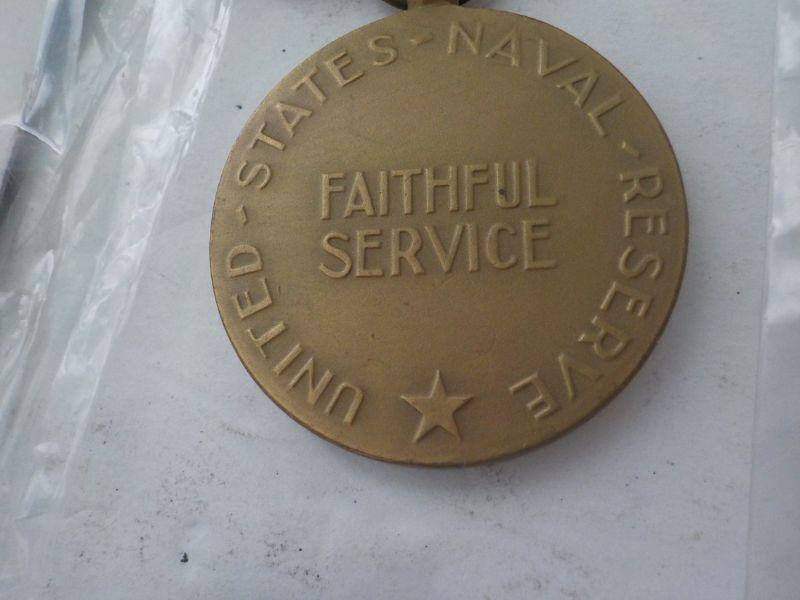 UNITED - STATES - NAVAL - RESERVE
FAITHFUL
SERVICE